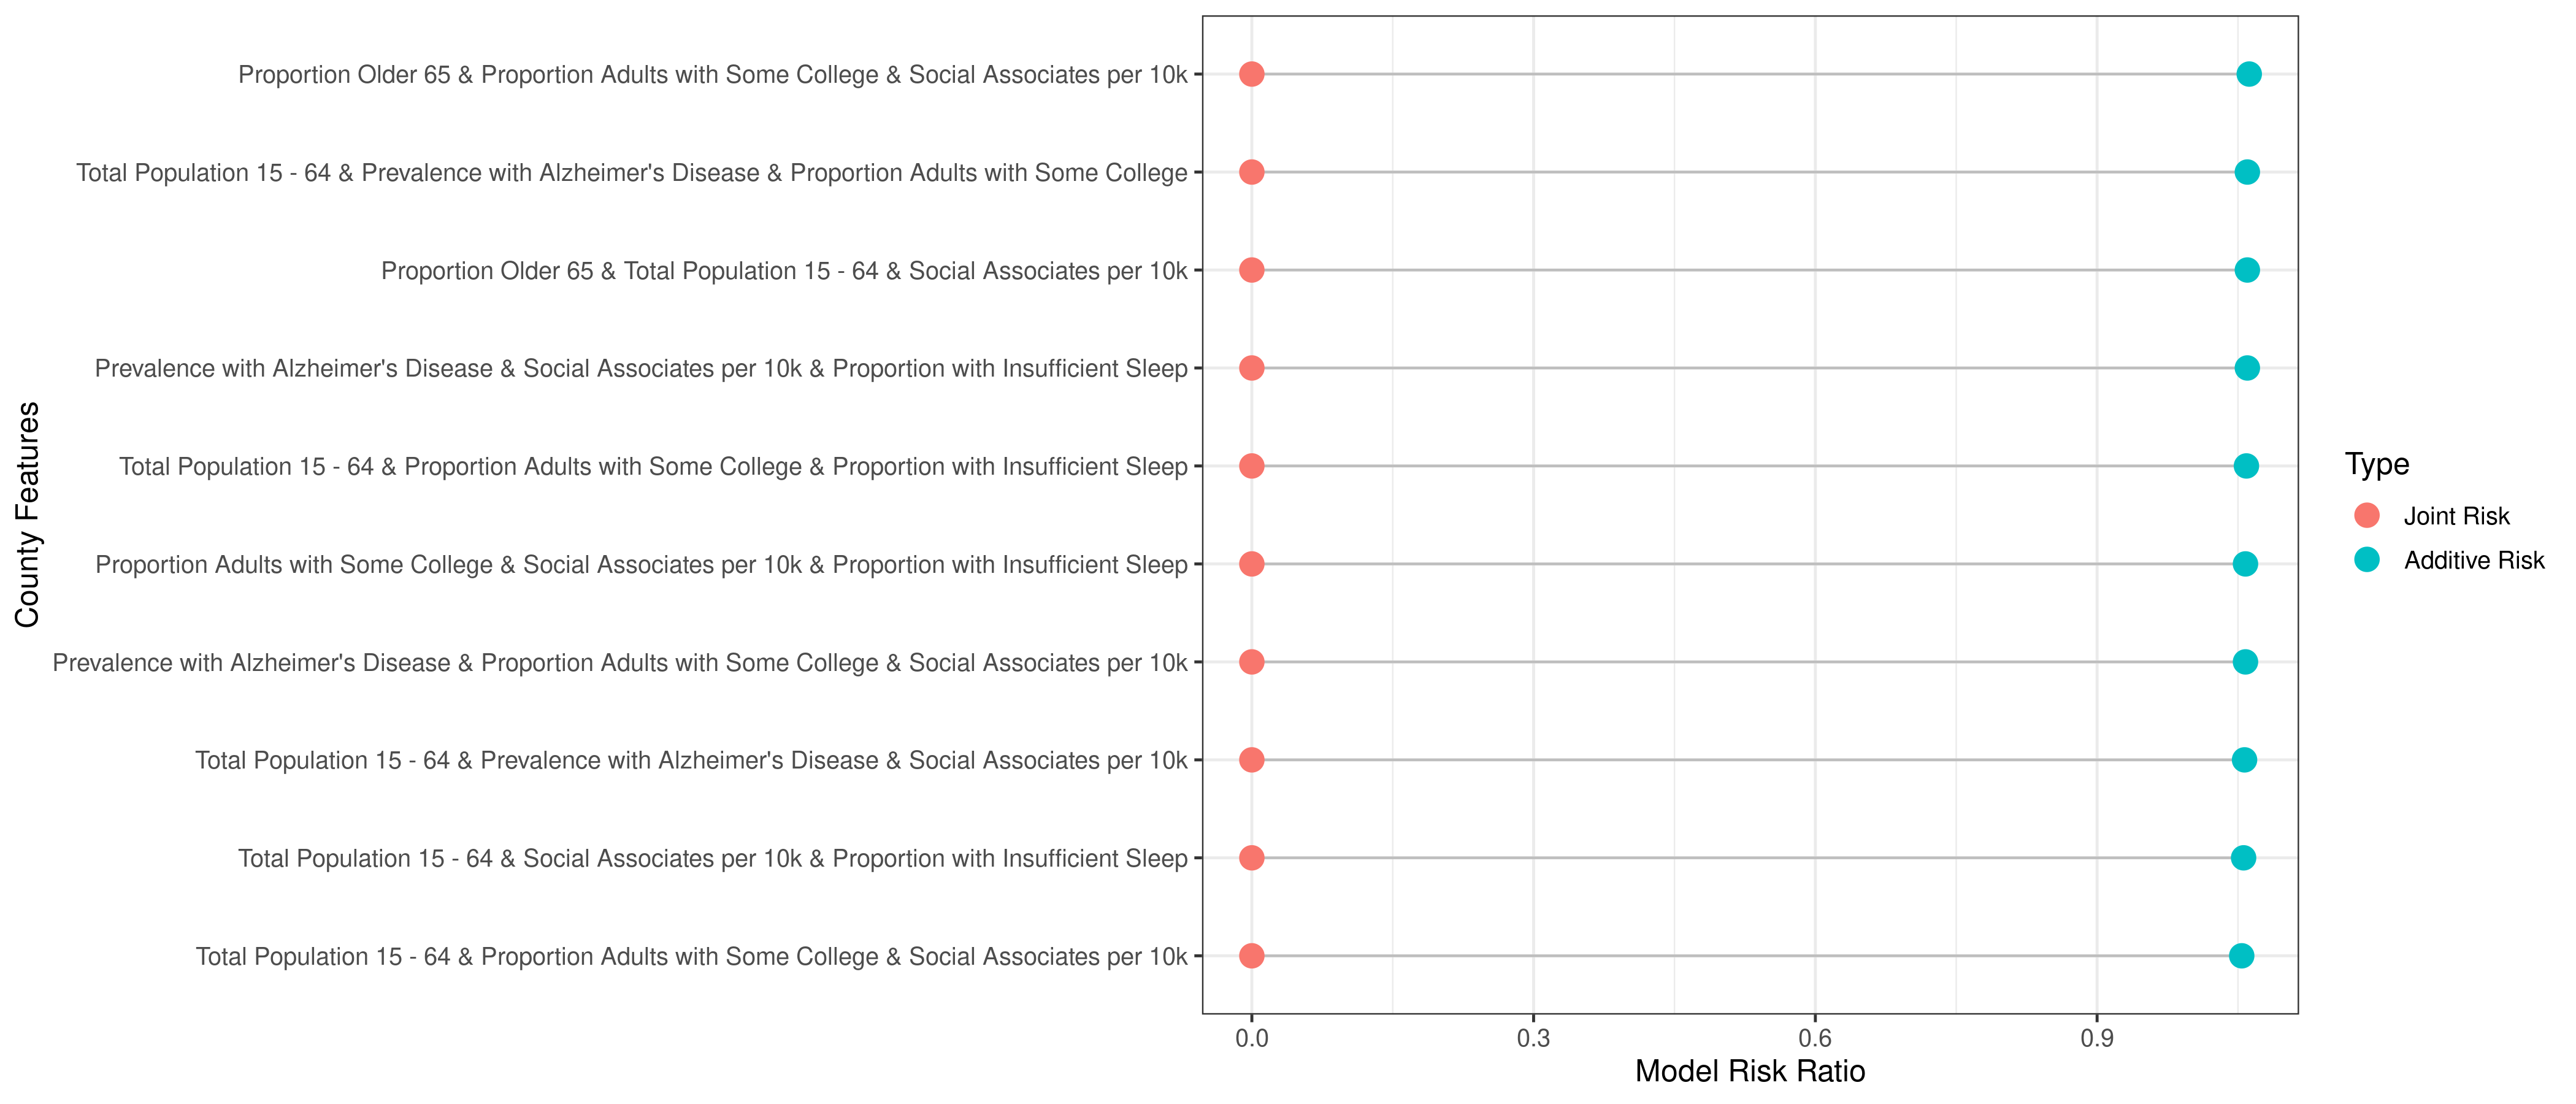 County Features
Proportion Older 65 & Proportion Adults with Some College & Social Associates per 10k
Total Population 15 - 64 & Prevalence with Alzheimer's Disease & Proportion Adults with Some College
Proportion Older 65 & Total Population 15 - 64 & Social Associates per 10k
Prevalence with Alzheimer's Disease & Social Associates per 10k & Proportion with Insufficient Sleep
Total Population 15 - 64 & Proportion Adults with Some College & Proportion with Insufficient Sleep
Proportion Adults with Some College & Social Associates per 10k & Proportion with Insufficient Sleep
Prevalence with Alzheimer's Disease & Proportion Adults with Some College & Social Associates per 10k
Total Population 15 - 64 & Prevalence with Alzheimer's Disease & Social Associates per 10k
Total Population 15 - 64 & Social Associates per 10k & Proportion with Insufficient Sleep
Total Population 15 - 64 & Proportion Adults with Some College & Social Associates per 10k
0.0 0.3 0.6 0.9
Model Risk Ratio
Type
Joint Risk
Additive Risk